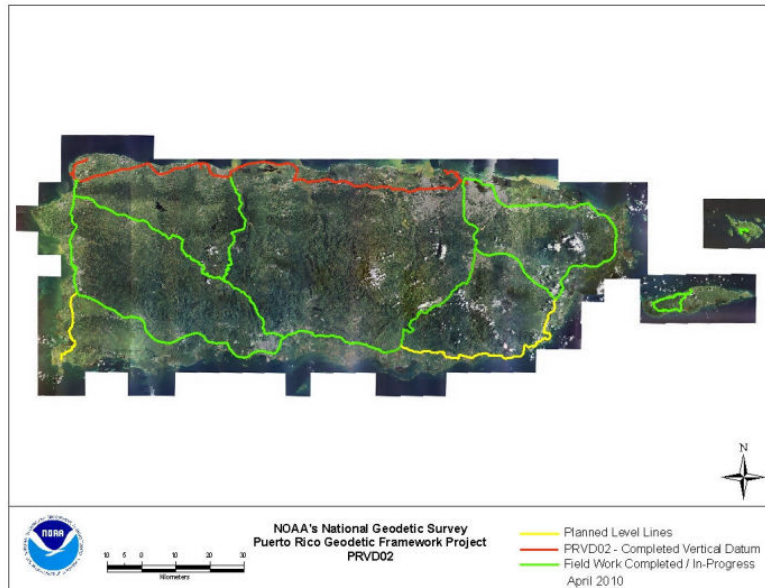 N
NOAA
10 5 0 10 20 30
Kilometers
NOAA's National Geodetic Survey
Puerto Rico Geodetic Framework Project
PRVD02
Planned Level Lines
PRVD02 - Completed Vertical Datum
Field Work Completed / In-Progress
April 2010